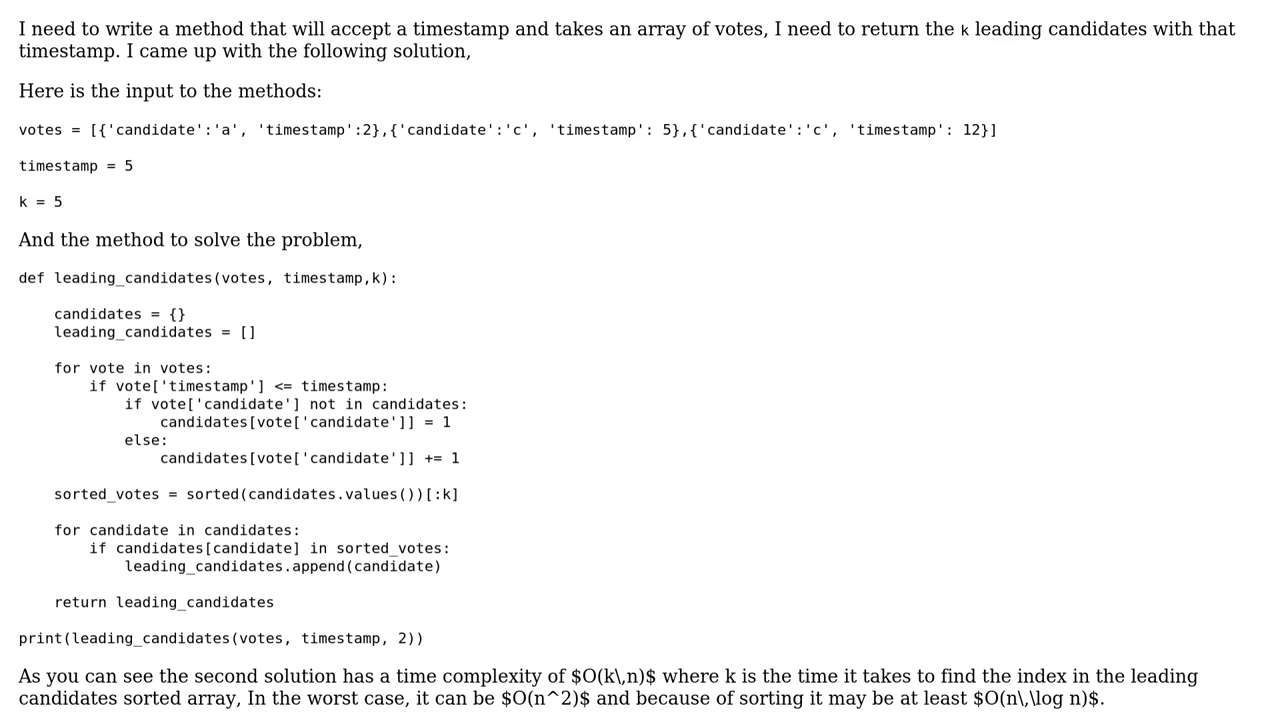 I need to write a method that will accept a timestamp and takes an array of votes, I need to return the k leading candidates with that
timestamp. I came up with the following solution,
Here is the input to the methods:
votes = [{'candidate':'a', 'timestamp':2},{'candidate':'c', 'timestamp': 5},{'candidate':'c', 'timestamp': 12}]
timestamp = 5
k = 5
And the method to solve the problem,
def leading_candidates(votes, timestamp,k):
    candidates = {}
    leading_candidates = []
    for vote in votes:
        if vote['timestamp'] <= timestamp:
            if vote['candidate'] not in candidates:
                candidates[vote['candidate']] = 1
            else:
                candidates[vote['candidate']] += 1
    sorted_votes = sorted(candidates.values())[:k]
    for candidate in candidates:
        if candidates[candidate] in sorted_votes:
            leading_candidates.append(candidate)
    return leading_candidates
print(leading_candidates(votes, timestamp, 2))
As you can see the second solution has a time complexity of $O(k\,n)$ where k is the time it takes to find the index in the leading
candidates sorted array, In the worst case, it can be $O(n^2)$ and because of sorting it may be at least $O(n\,\log n)$.